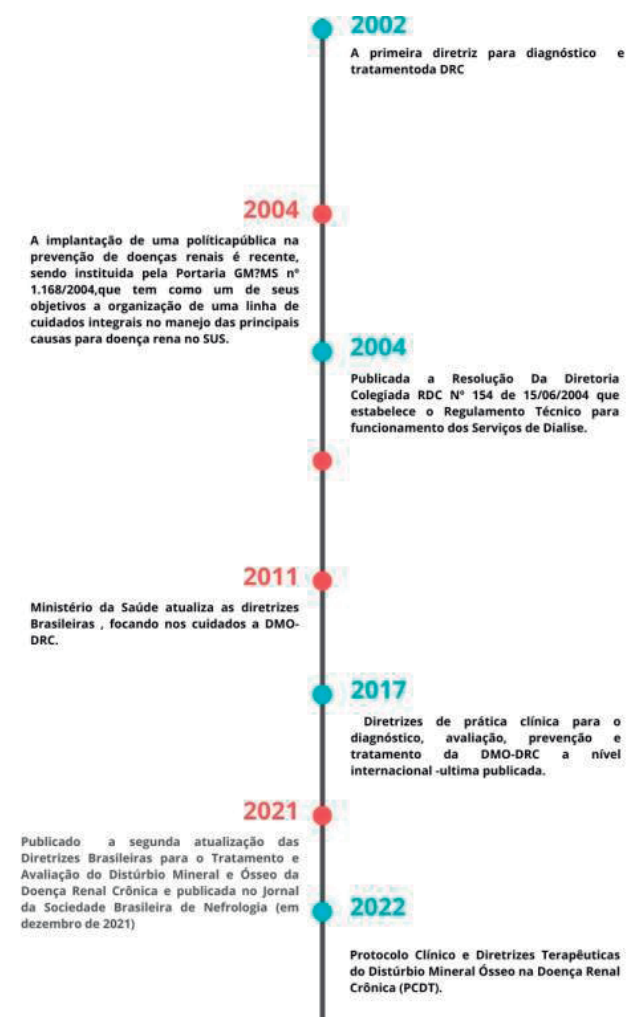 2002
A primeira diretriz para diagnóstico e
tratamentoda DRC
2004
A implantação de uma políticapública na
prevenção de doenças renais é recente,
sendo instituida pela Portaria GM?MS nº
1.168/2004,que tem como um de seus
objetivos a organização de uma linha de
cuidados integrais no manejo das principais
causas para doença rena no SUS.
2004
Publicada a Resolução Da Diretoria
Colegiada RDC Nº 154 de 15/06/2004 que
estabelece o Regulamento Técnico para
funcionamento dos Serviços de Dialise.
2011
Ministério da Saúde atualiza as diretrizes
Brasileiras , focando nos cuidados a DMO-
DRC.
2017
Diretrizes de prática clínica para o
diagnóstico, avaliação, prevenção e
tratamento da DMO-DRC a nível
internacional -ultima publicada.
2021
Publicado a segunda atualização das
Diretrizes Brasileiras para o Tratamento e
Avaliação do Distúrbio Mineral e Ósseo da
Doença Renal Crônica e publicada no Jornal
da Sociedade Brasileira de Nefrologia (em
dezembro de 2021)
2022
Protocolo Clínico e Diretrizes Terapêuticas
do Distúrbio Mineral Ósseo na Doença Renal
Crônica (PCDT).